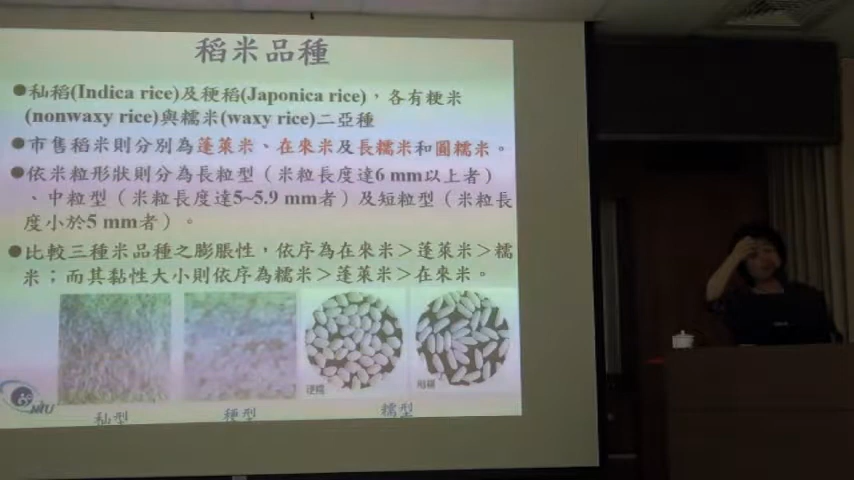 稻米品種
●秈稻(Indica rice)及稉稻(Japonica rice)，各有粳米
(nonwaxy rice)與糯米(waxy rice)二亞種
●市售稻米則分別為蓬萊米、在來米及長糯米和圓糯米。
●依米粒形狀則分為長粒型（米粒長度達6 mm以上者）
、中粒型（米粒長度達5~5.9 mm者）及短粒型（米粒長
度小於5 mm者）。
●比較三種米品種之膨脹性，依序為在來米＞蓬萊米＞糯
米；而其黏性大小則依序為糯米＞蓬萊米＞在來米。
NTU
秈型
稉型
糯型